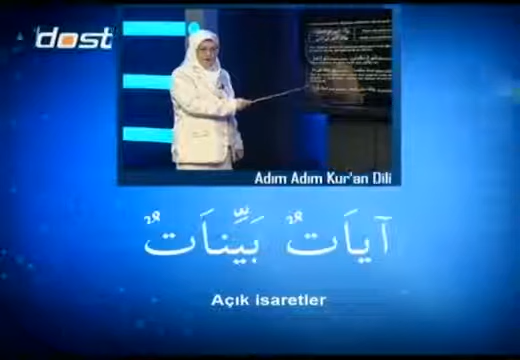 dost
Adım Adım Kur'an Dili
آيَاتٌ بَيِّنَاتٌ
Açık isaretler